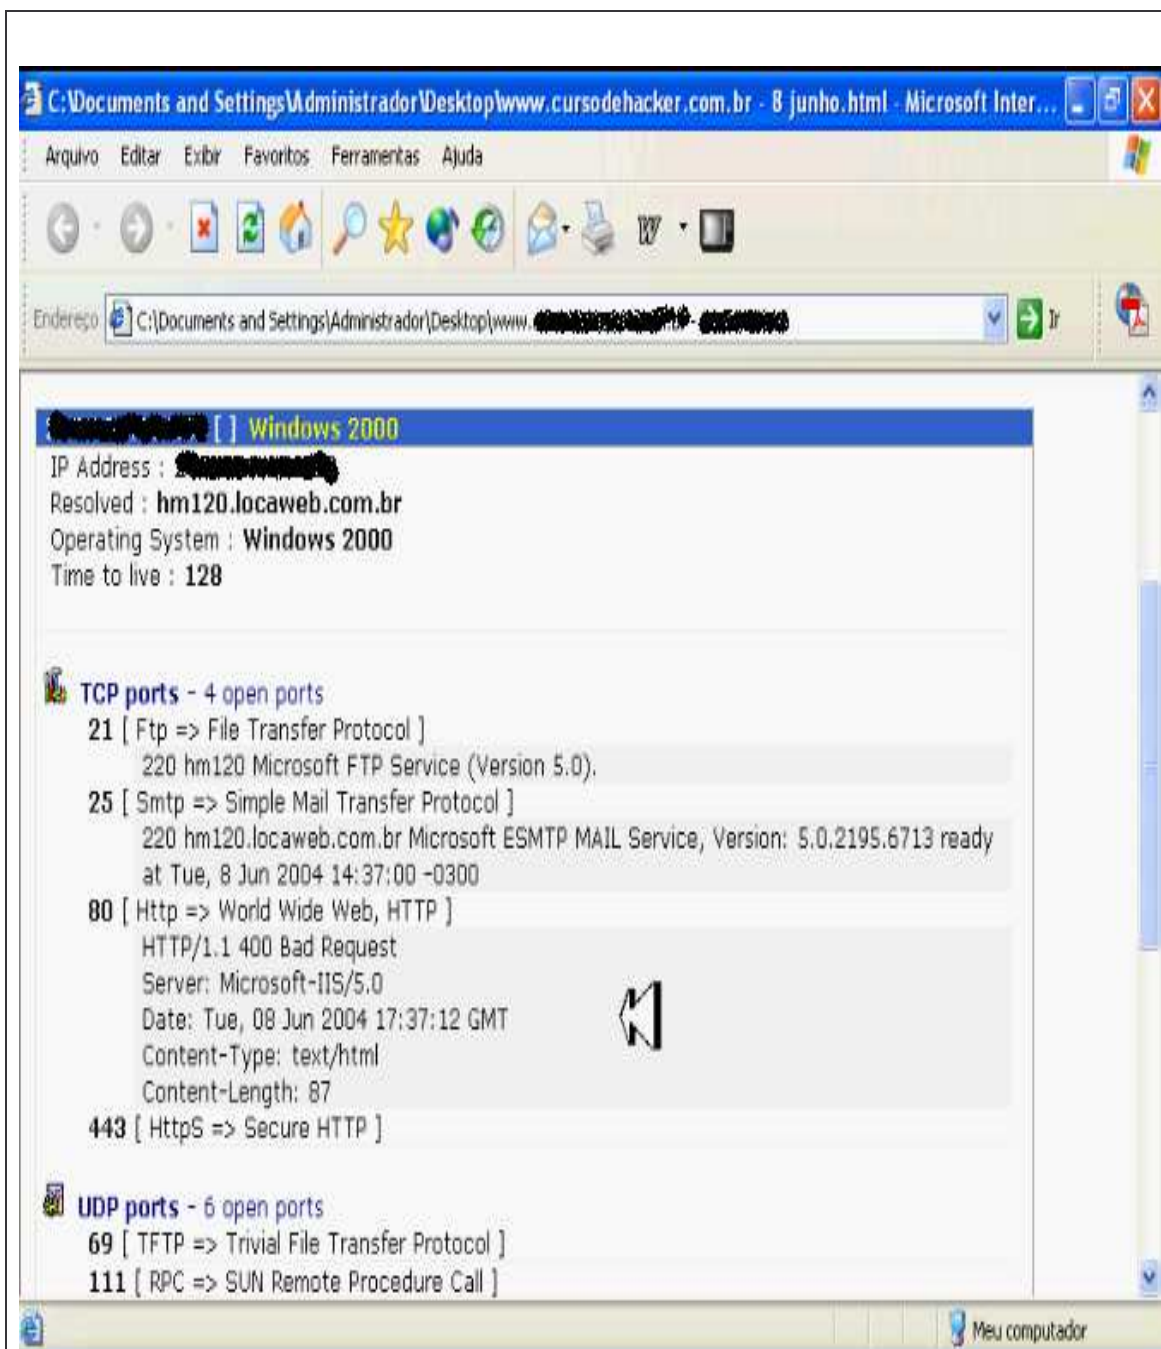 C:\Documents and Settings\Administrador\Desktop\www.cursodehacker.com.br - 8 junho.html - Microsoft Inter...
Arquivo Editar Exibir Favoritos Ferramentas Ajuda
W
Endereço C:\Documents and Settings\Administrador\Desktop\www. Ir
[ ] Windows 2000
IP Address :
Resolved : hm120.locaweb.com.br
Operating System : Windows 2000
Time to live : 128
TCP ports - 4 open ports
21 [ Ftp => File Transfer Protocol ]
220 hm120 Microsoft FTP Service (Version 5.0).
25 [ Smtp => Simple Mail Transfer Protocol ]
220 hm120.locaweb.com.br Microsoft ESMTP MAIL Service, Version: 5.0.2195.6713 ready
at Tue, 8 Jun 2004 14:37:00 -0300
80 [ Http => World Wide Web, HTTP ]
HTTP/1.1 400 Bad Request
Server: Microsoft-IIS/5.0
Date: Tue, 08 Jun 2004 17:37:12 GMT
Content-Type: text/html
Content-Length: 87
443 [ HttpS => Secure HTTP ]
UDP ports - 6 open ports
69 [ TFTP => Trivial File Transfer Protocol ]
111 [ RPC => SUN Remote Procedure Call ]
Meu computador